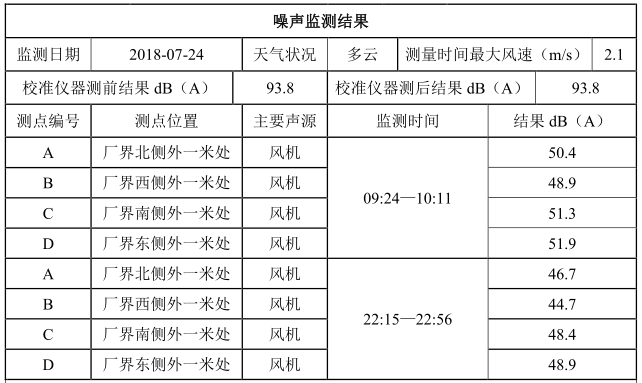 噪声监测结果
监测日期 2018-07-24 天气状况 多云 测量时间最大风速（m/s） 2.1
校准仪器测前结果 dB（A） 93.8 校准仪器测后结果 dB（A） 93.8
测点编号 测点位置 主要声源 监测时间 结果 dB（A）
A 厂界北侧外一米处 风机 50.4
B 厂界西侧外一米处 风机 48.9
09:24—10:11
C 厂界南侧外一米处 风机 51.3
D 厂界东侧外一米处 风机 51.9
A 厂界北侧外一米处 风机 46.7
B 厂界西侧外一米处 风机 44.7
22:15—22:56
C 厂界南侧外一米处 风机 48.4
D 厂界东侧外一米处 风机 48.9